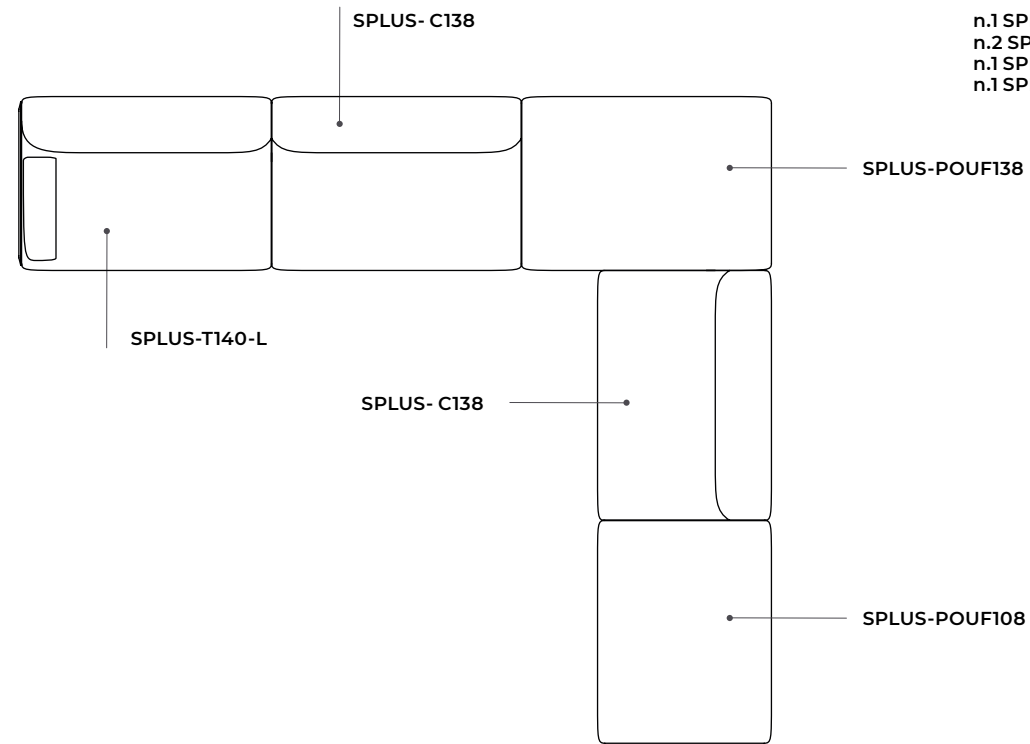 SPLUS- C138
n.1 SP
n.2 SP
n.1 SP
n.1 SP
SPLUS-POUF138
SPLUS-T140-L
SPLUS- C138
SPLUS-POUF108